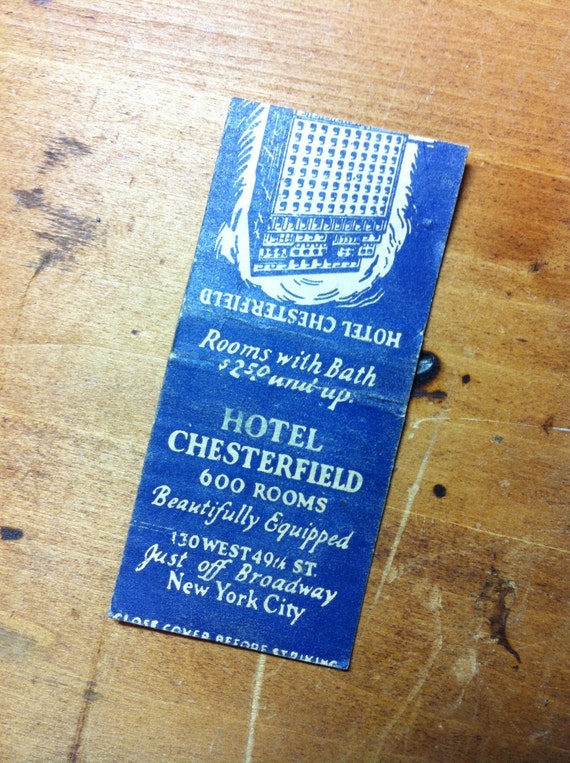 HOTEL CHESTERFIELD
Rooms with Bath
$2.50 and up.
HOTEL
CHESTERFIELD
600 ROOMS
Beautifully Equipped
130 WEST 49th ST.
Just off Broadway
New York City
CLOSE COVER BEFORE STRIKING